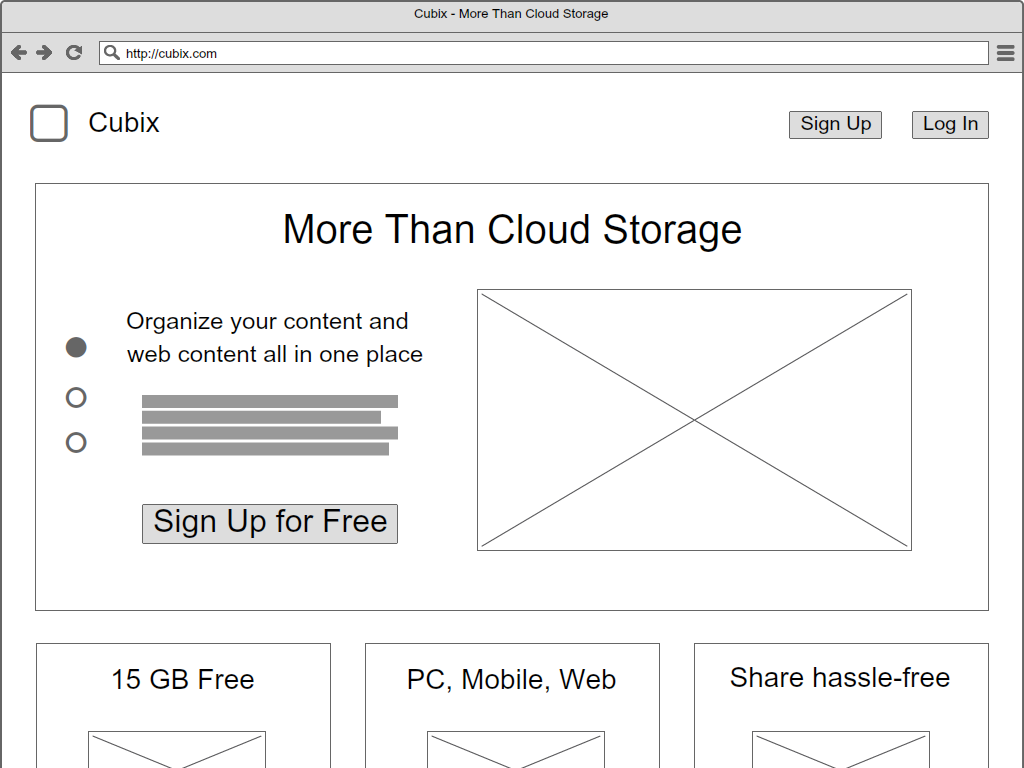 Cubix - More Than Cloud Storage
http://cubix.com
Cubix
Sign Up
Log In
More Than Cloud Storage
Organize your content and
web content all in one place
Sign Up for Free
15 GB Free
PC, Mobile, Web
Share hassle-free